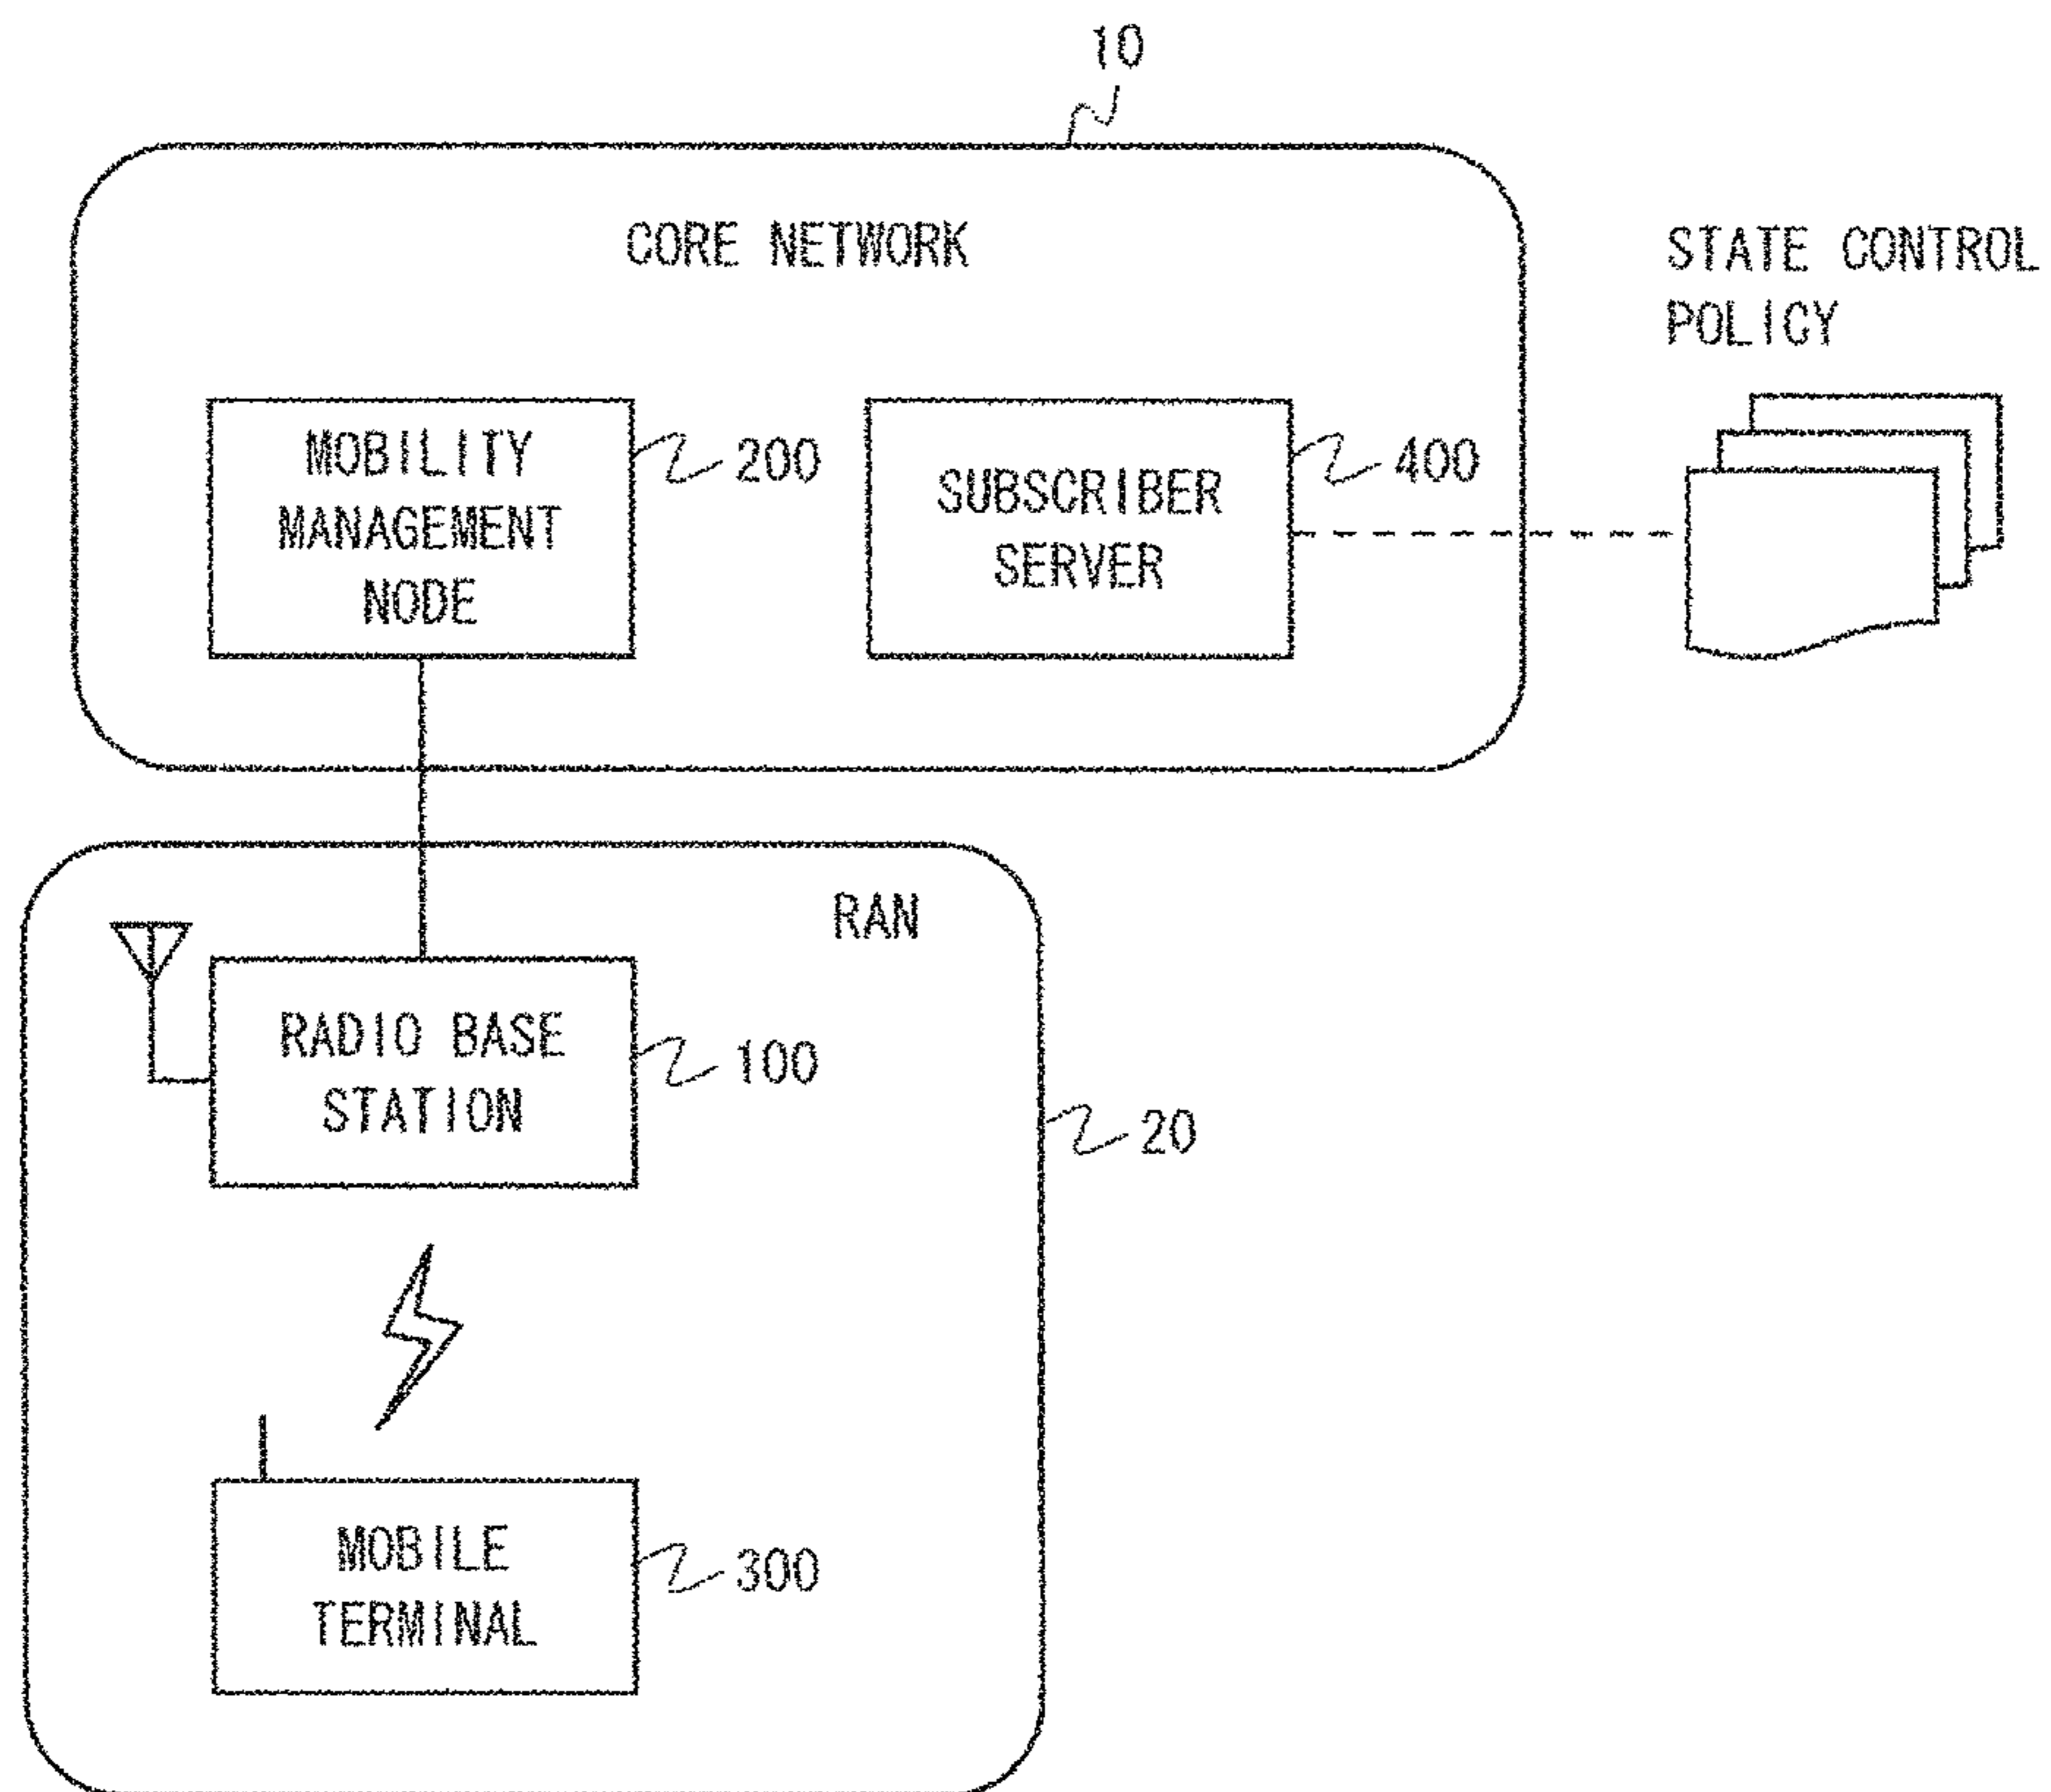 10
CORE NETWORK
STATE CONTROL
POLICY
MOBILITY
MANAGEMENT
NODE
200
SUBSCRIBER
SERVER
400
RAN
RADIO BASE
STATION
100
20
MOBILE
TERMINAL
300